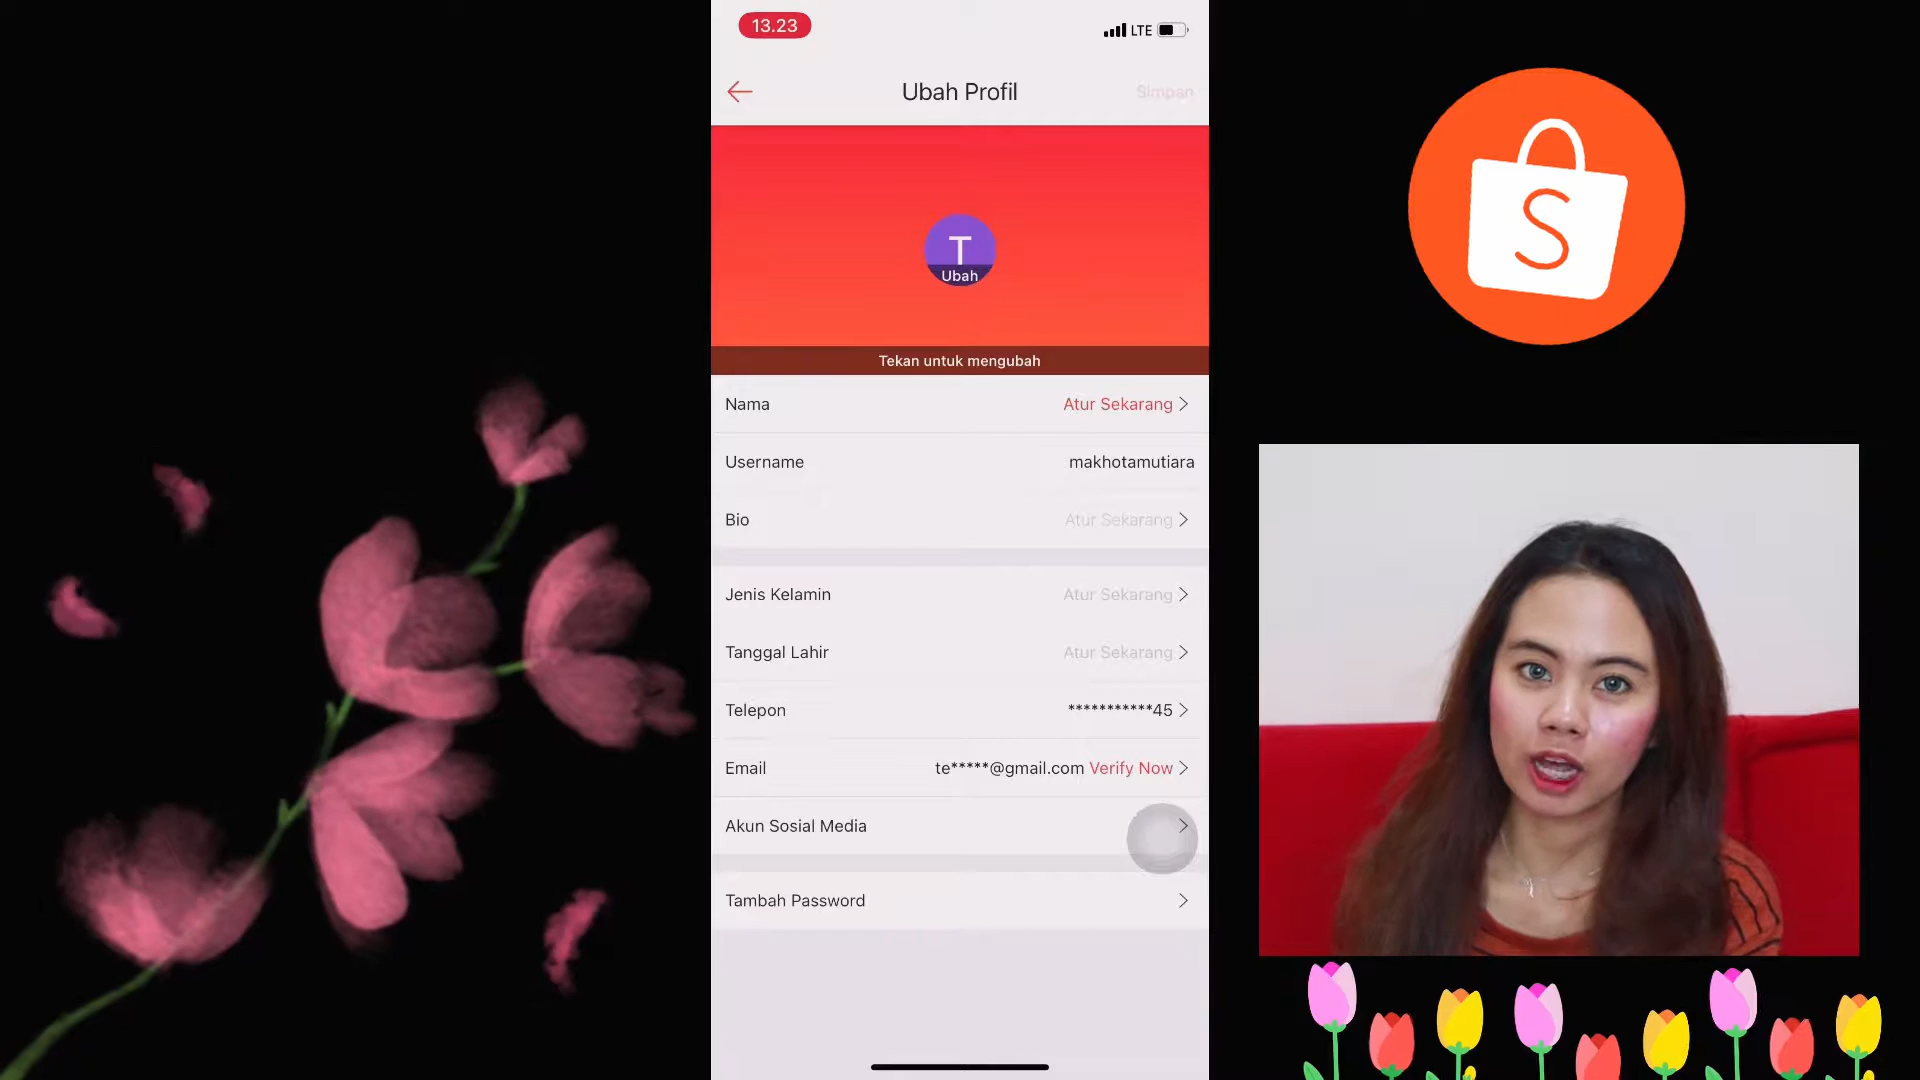 13.23
LTE
Ubah Profil
Simpan
T
Ubah
Tekan untuk mengubah
Nama Atur Sekarang
Username makhotamutiara
Bio Atur Sekarang
Jenis Kelamin Atur Sekarang
Tanggal Lahir Atur Sekarang
Telepon ***********45
Email te*****@gmail.com Verify Now
Akun Sosial Media
Tambah Password
S